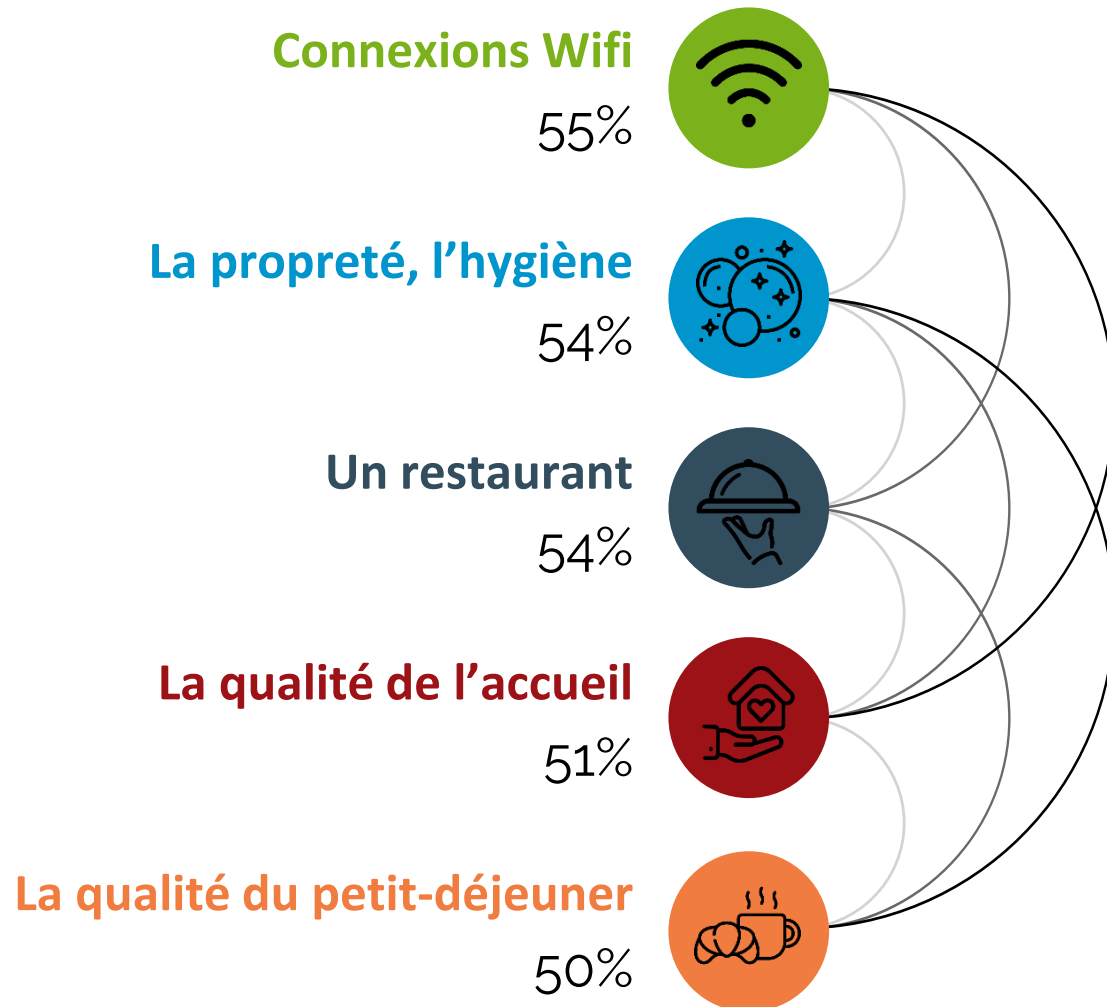 Connexions Wifi
55%
La propreté, l’hygiène
54%
Un restaurant
54%
La qualité de l’accueil
51%
La qualité du petit-déjeuner
50%